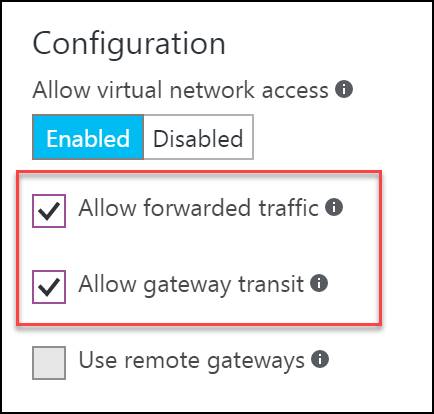 Configuration
Allow virtual network access
Enabled Disabled
Allow forwarded traffic
Allow gateway transit
Use remote gateways